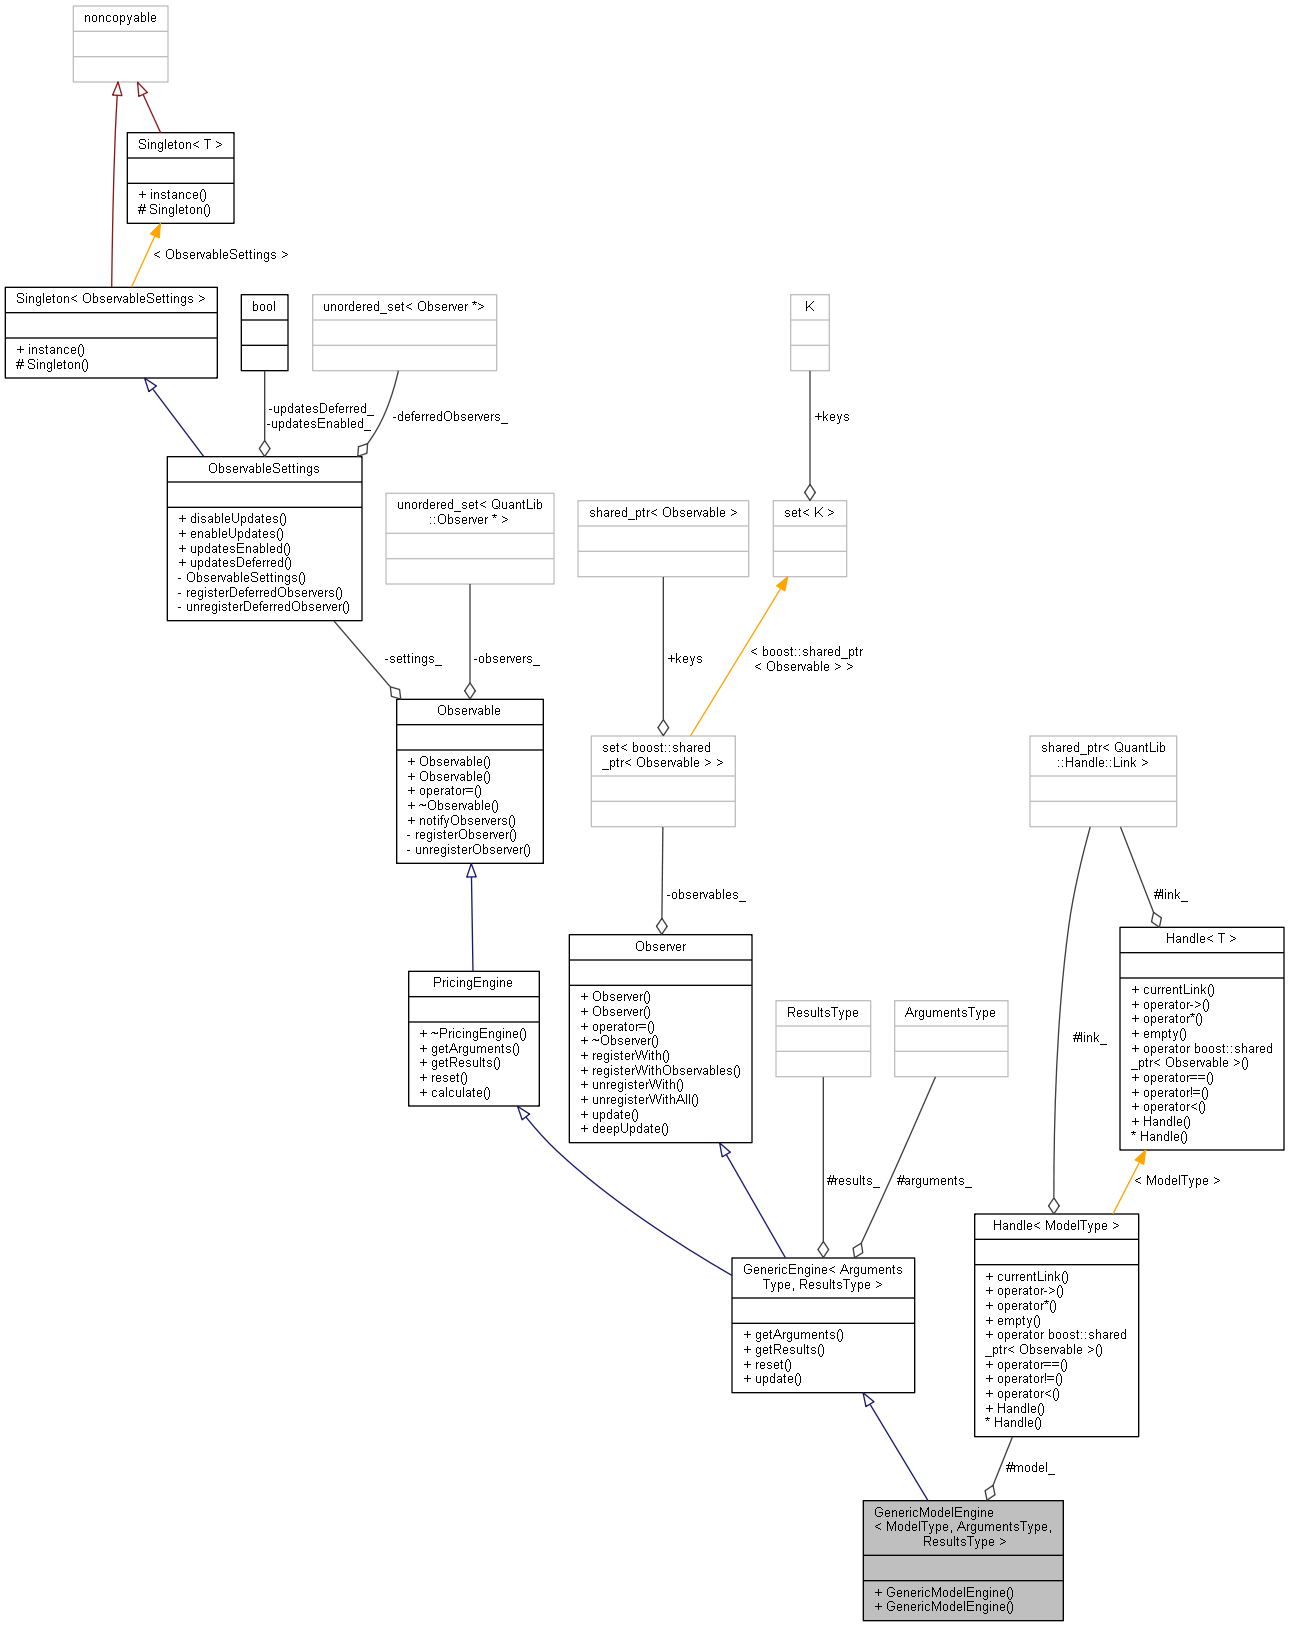 noncopyable
Singleton< T >
+ instance()
# Singleton()
< ObservableSettings >
Singleton< ObservableSettings >
+ instance()
# Singleton()
bool
unordered_set< Observer *>
K
-updatesDeferred_
-updatesEnabled_
-deferredObservers_
+keys
ObservableSettings
+ disableUpdates()
+ enableUpdates()
+ updatesEnabled()
+ updatesDeferred()
- ObservableSettings()
- registerDeferredObservers()
- unregisterDeferredObserver()
unordered_set< QuantLib
::Observer * >
shared_ptr< Observable >
set< K >
-settings_
-observers_
+keys
< boost::shared_ptr
< Observable > >
Observable
+ Observable()
+ Observable()
+ operator=()
+ ~Observable()
+ notifyObservers()
- registerObserver()
- unregisterObserver()
set< boost::shared
_ptr< Observable > >
shared_ptr< QuantLib
::Handle::Link >
-observables_
#link_
Handle< T >
+ currentLink()
+ operator->()
+ operator*()
+ empty()
+ operator boost::shared
_ptr< Observable >()
+ operator==()
+ operator!=()
+ operator<()
+ Handle()
* Handle()
PricingEngine
+ ~PricingEngine()
+ getArguments()
+ getResults()
+ reset()
+ calculate()
Observer
+ Observer()
+ Observer()
+ operator=()
+ ~Observer()
+ registerWith()
+ registerWithObservables()
+ unregisterWith()
+ unregisterWithAll()
+ update()
+ deepUpdate()
ResultsType
ArgumentsType
#link_
#results_
#arguments_
< ModelType >
GenericEngine< Arguments
Type, ResultsType >
+ getArguments()
+ getResults()
+ reset()
+ update()
Handle< ModelType >
+ currentLink()
+ operator->()
+ operator*()
+ empty()
+ operator boost::shared
_ptr< Observable >()
+ operator==()
+ operator!=()
+ operator<()
+ Handle()
* Handle()
#model_
GenericModelEngine
< ModelType, ArgumentsType,
ResultsType >
+ GenericModelEngine()
+ GenericModelEngine()